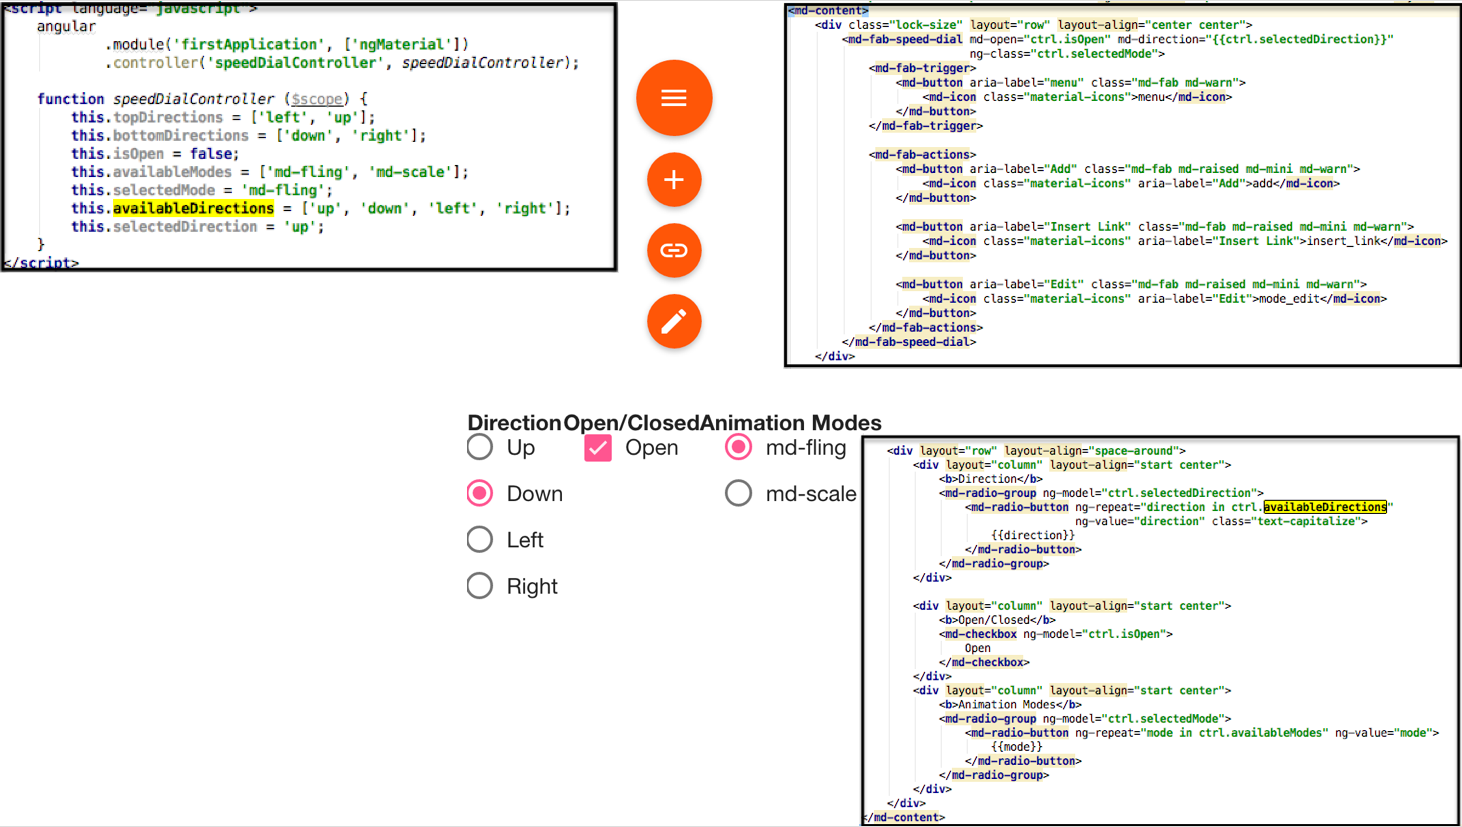 <script language="javascript">
angular
.module('firstApplication', ['ngMaterial'])
.controller('speedDialController', speedDialController);
function speedDialController ($scope) {
this.topDirections = ['left', 'up'];
this.bottomDirections = ['down', 'right'];
this.isOpen = false;
this.availableModes = ['md-fling', 'md-scale'];
this.selectedMode = 'md-fling';
this.availableDirections = ['up', 'down', 'left', 'right'];
this.selectedDirection = 'up';
}
</script>
<md-content>
<div class="lock-size" layout="row" layout-align="center center">
<md-fab-speed-dial md-open="ctrl.isOpen" md-direction="{{ctrl.selectedDirection}}"
ng-class="ctrl.selectedMode">
<md-fab-trigger>
<md-button aria-label="menu" class="md-fab md-warn">
<md-icon class="material-icons">menu</md-icon>
</md-button>
</md-fab-trigger>
<md-fab-actions>
<md-button aria-label="Add" class="md-fab md-raised md-mini md-warn">
<md-icon class="material-icons" aria-label="Add">add</md-icon>
</md-button>
<md-button aria-label="Insert Link" class="md-fab md-raised md-mini md-warn">
<md-icon class="material-icons" aria-label="Insert Link">insert_link</md-icon>
</md-button>
<md-button aria-label="Edit" class="md-fab md-raised md-mini md-warn">
<md-icon class="material-icons" aria-label="Edit">mode_edit</md-icon>
</md-button>
</md-fab-actions>
</md-fab-speed-dial>
</div>
Direction Open/Closed Animation Modes
Up Open md-fling
Down md-scale
Left
Right
<div layout="row" layout-align="space-around">
<div layout="column" layout-align="start center">
<b>Direction</b>
<md-radio-group ng-model="ctrl.selectedDirection">
<md-radio-button ng-repeat="direction in ctrl.availableDirections"
ng-value="direction" class="text-capitalize">
{{direction}}
</md-radio-button>
</md-radio-group>
</div>
<div layout="column" layout-align="start center">
<b>Open/Closed</b>
<md-checkbox ng-model="ctrl.isOpen">
Open
</md-checkbox>
</div>
<div layout="column" layout-align="start center">
<b>Animation Modes</b>
<md-radio-group ng-model="ctrl.selectedMode">
<md-radio-button ng-repeat="mode in ctrl.availableModes" ng-value="mode">
{{mode}}
</md-radio-button>
</md-radio-group>
</div>
</div>
</md-content>